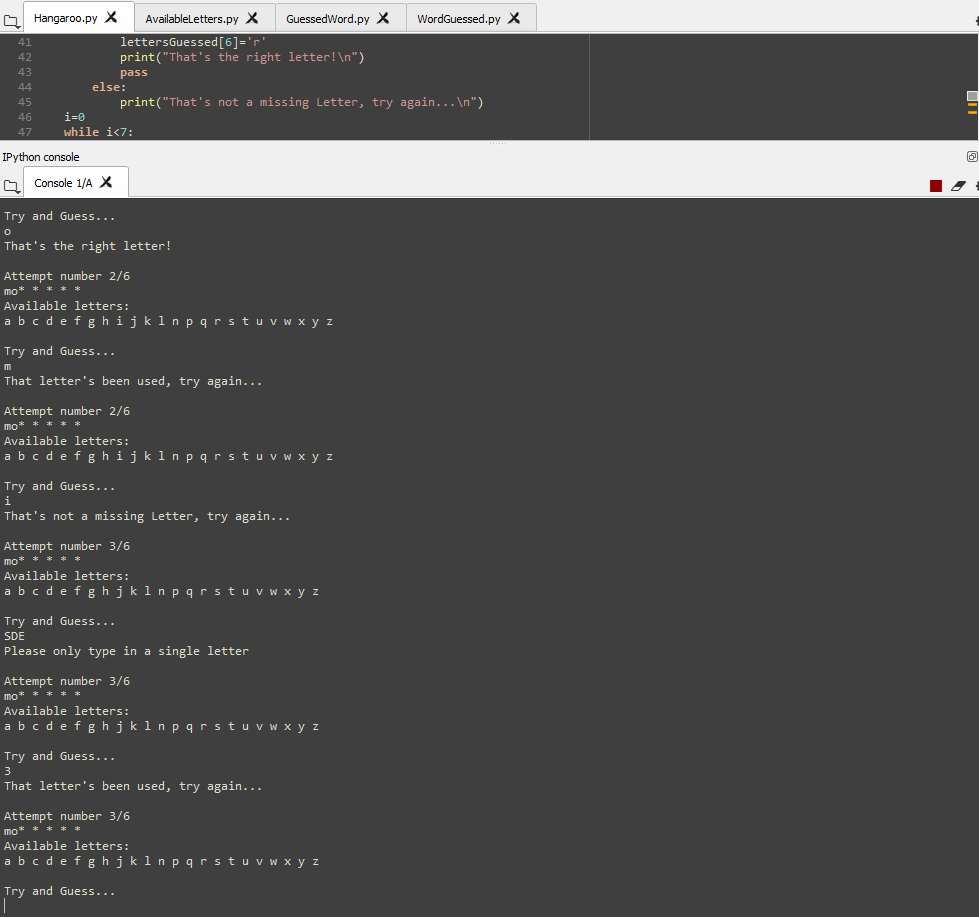 Hangaroo.py AvailableLetters.py GuessedWord.py WordGuessed.py
41 lettersGuessed[6]='r'
42 print("That's the right letter!\n")
43 pass
44 else:
45 print("That's not a missing Letter, try again...\n")
46 i=0
47 while i<7:
IPython console
Console 1/A
Try and Guess...
o
That's the right letter!
Attempt number 2/6
mo* * * * *
Available letters:
a b c d e f g h i j k l n p q r s t u v w x y z
Try and Guess...
m
That letter's been used, try again...
Attempt number 2/6
mo* * * * *
Available letters:
a b c d e f g h i j k l n p q r s t u v w x y z
Try and Guess...
i
That's not a missing Letter, try again...
Attempt number 3/6
mo* * * * *
Available letters:
a b c d e f g h j k l n p q r s t u v w x y z
Try and Guess...
SDE
Please only type in a single letter
Attempt number 3/6
mo* * * * *
Available letters:
a b c d e f g h j k l n p q r s t u v w x y z
Try and Guess...
3
That letter's been used, try again...
Attempt number 3/6
mo* * * * *
Available letters:
a b c d e f g h j k l n p q r s t u v w x y z
Try and Guess...